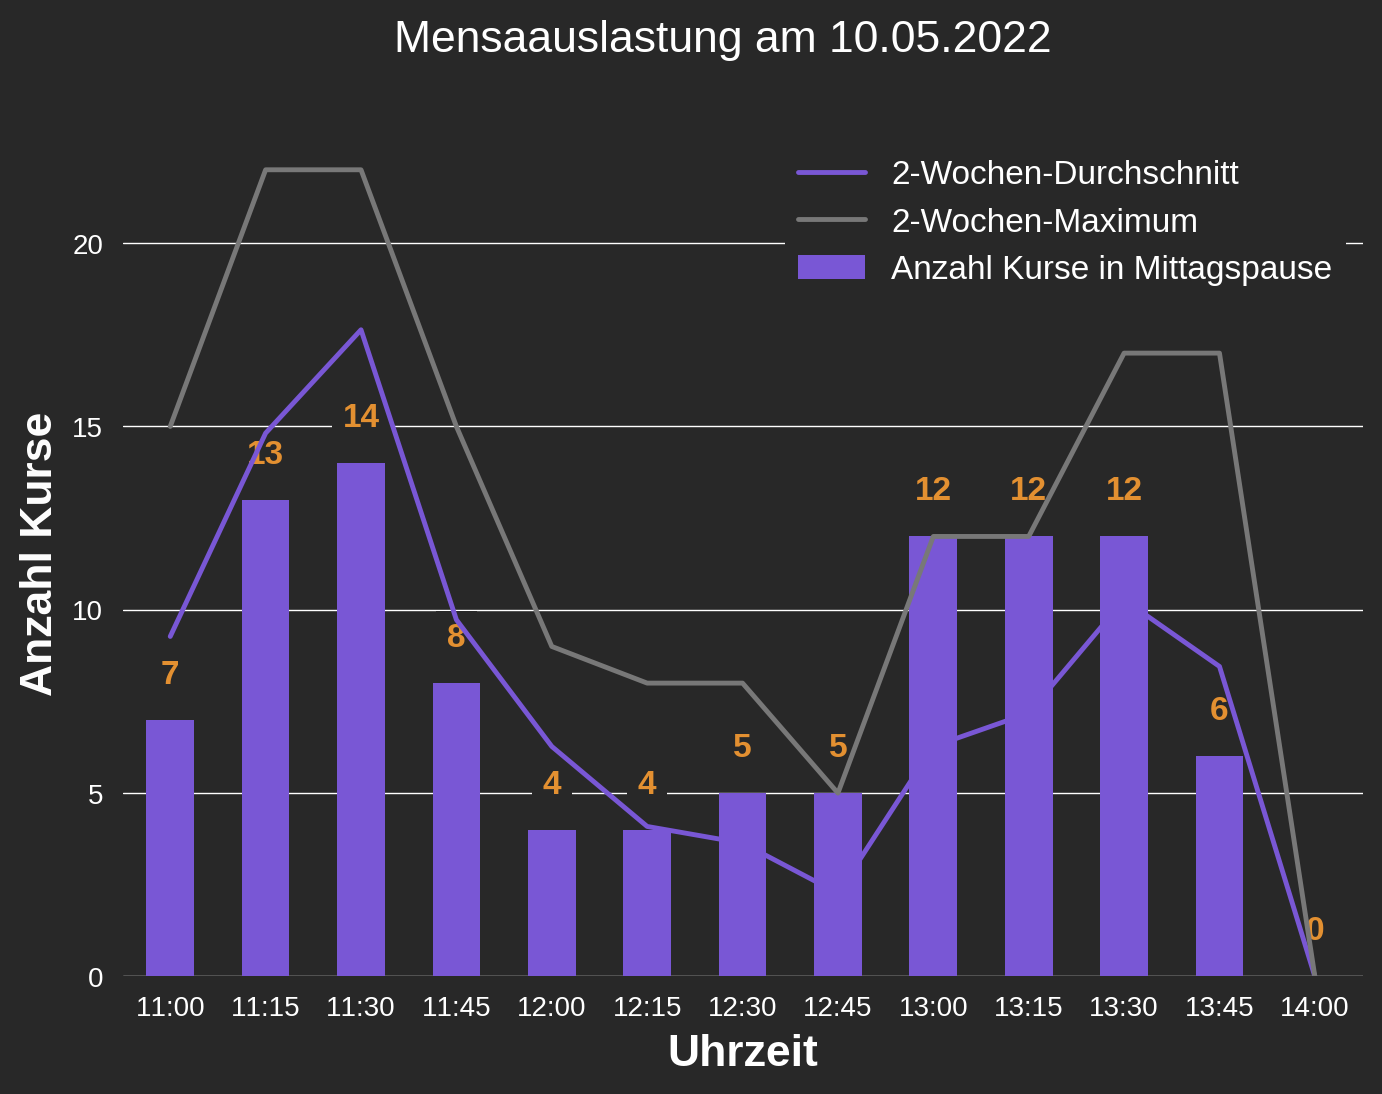 Mensaauslastung am 10.05.2022
2-Wochen-Durchschnitt
2-Wochen-Maximum
Anzahl Kurse in Mittagspause
Anzahl Kurse
20
15
10
5
0
7
13
14
8
4
4
5
5
12
12
12
6
0
11:00 11:15 11:30 11:45 12:00 12:15 12:30 12:45 13:00 13:15 13:30 13:45 14:00
Uhrzeit